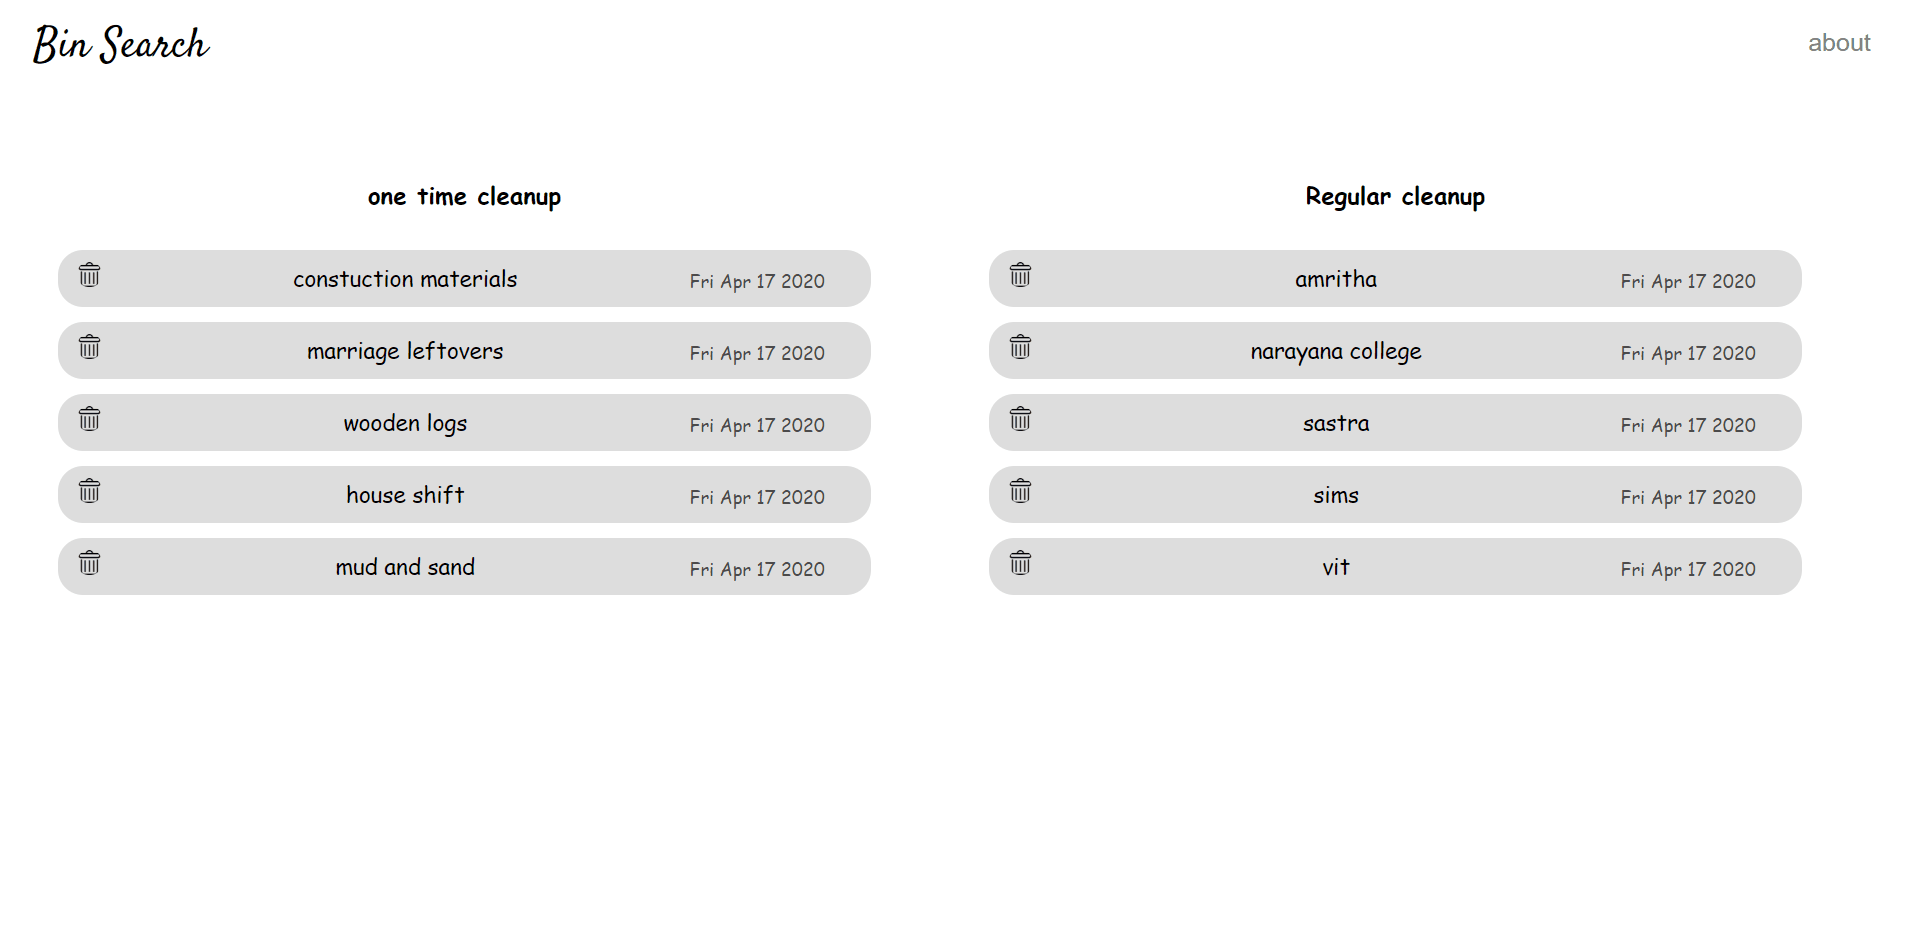 Bin Search
about
one time cleanup
constuction materials Fri Apr 17 2020
marriage leftovers Fri Apr 17 2020
wooden logs Fri Apr 17 2020
house shift Fri Apr 17 2020
mud and sand Fri Apr 17 2020
Regular cleanup
amritha Fri Apr 17 2020
narayana college Fri Apr 17 2020
sastra Fri Apr 17 2020
sims Fri Apr 17 2020
vit Fri Apr 17 2020